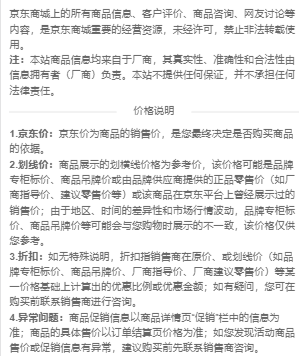 京东商城上的所有商品信息、客户评价、商品咨询、网友讨论等
内容，是京东商城重要的经营资源，未经许可，禁止非法转载使
用。
注：本站商品信息均来自于厂商，其真实性、准确性和合法性由
信息拥有者（厂商）负责。本站不提供任何保证，并不承担任何
法律责任。
价格说明
1.京东价：京东价为商品的销售价，是您最终决定是否购买商品
的依据。
2.划线价：商品展示的划横线价格为参考价，该价格可能是品牌
专柜标价、商品吊牌价或由品牌供应商提供的正品零售价（如厂
商指导价、建议零售价等）或该商品在京东平台上曾经展示过的
销售价；由于地区、时间的差异性和市场行情波动，品牌专柜标
价、商品吊牌价等可能会与您购物时展示的不一致，该价格仅供
您参考。
3.折扣：如无特殊说明，折扣指销售商在原价、或划线价（如品
牌专柜标价、商品吊牌价、厂商指导价、厂商建议零售价）等某
一价格基础上计算出的优惠比例或优惠金额；如有疑问，您可在
购买前联系销售商进行咨询。
4.异常问题：商品促销信息以商品详情页“促销”栏中的信息为
准；商品的具体售价以订单结算页价格为准；如您发现活动商品
售价或促销信息有异常，建议购买前先联系销售商咨询。